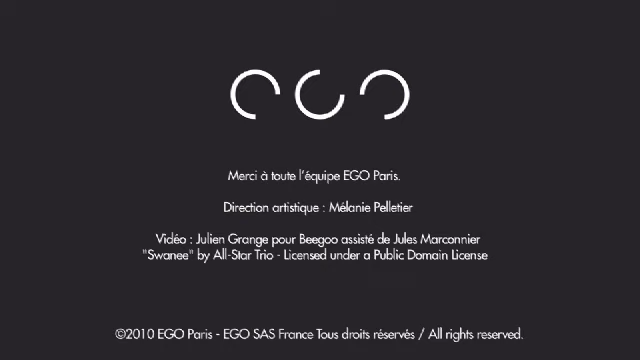 ego
Merci à toute l'équipe EGO Paris.
Direction artistique : Mélanie Pelletier
Vidéo : Julien Grange pour Beegoo assisté de Jules Marconnier
"Swanee" by All-Star Trio - Licensed under a Public Domain License
©2010 EGO Paris - EGO SAS France Tous droits réservés / All rights reserved.